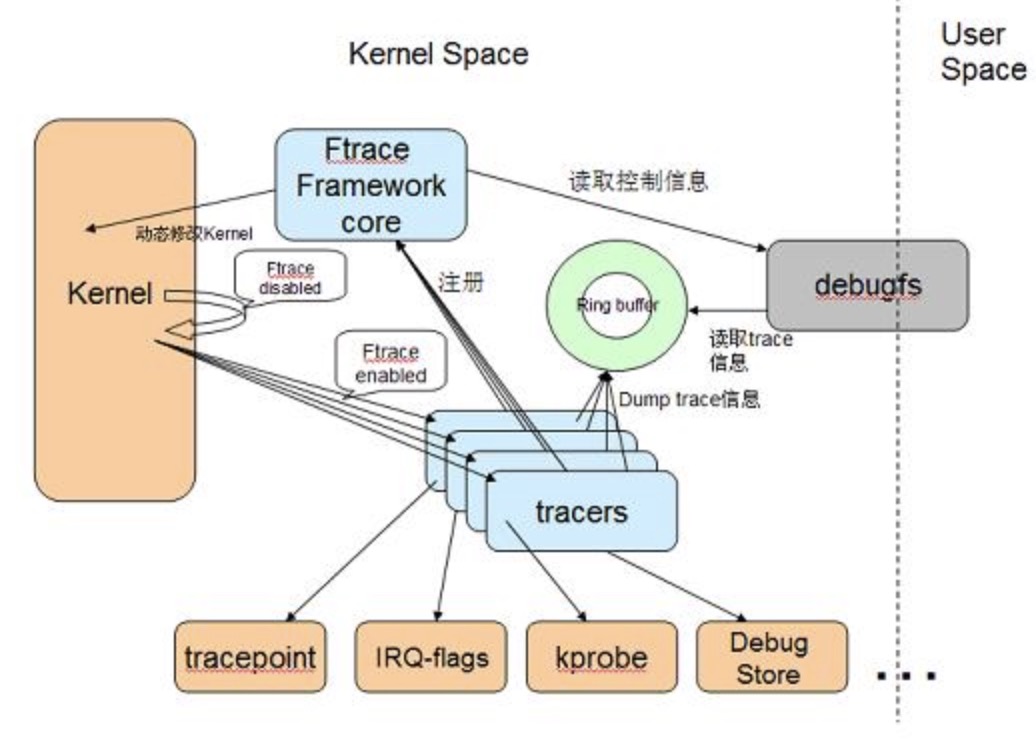 Kernel Space
User
Space
Ftrace
Framework
core
读取控制信息
动态修改Kernel
Ftrace
disabled
注册
Kernel
Ring buffer
debugfs
读取trace
信息
Ftrace
enabled
Dump trace信息
tracers
tracepoint
IRQ-flags
kprobe
Debug
Store
...